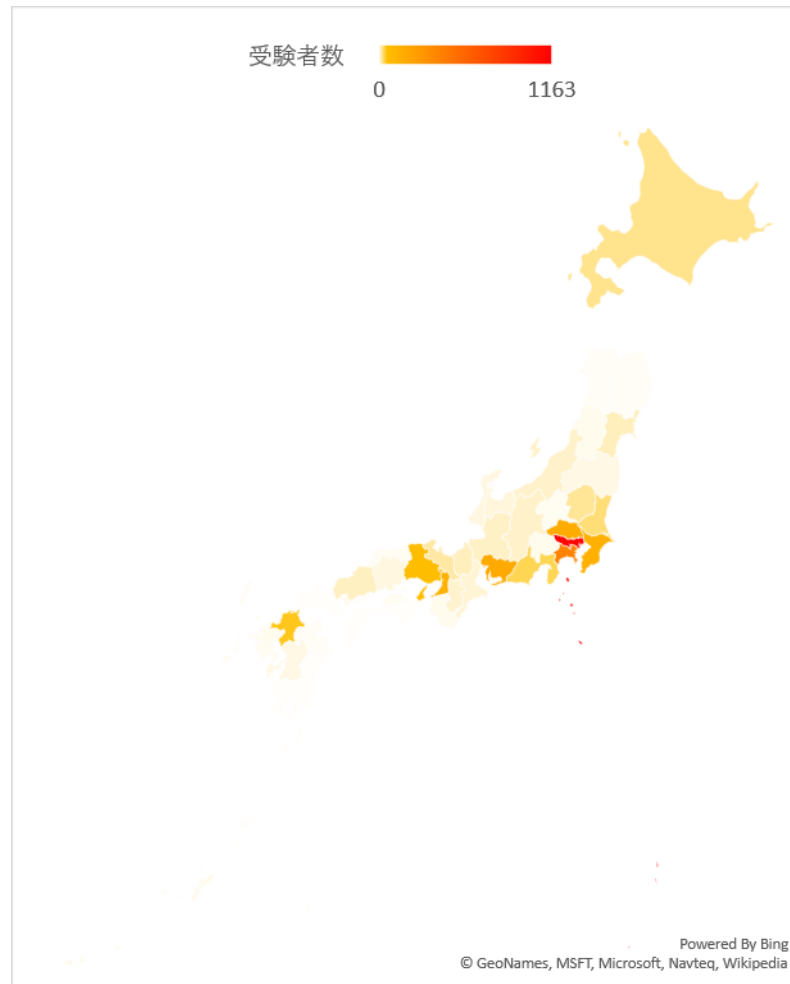 受験者数
0 1163
Powered By Bing
© GeoNames, MSFT, Microsoft, Navteq, Wikipedia